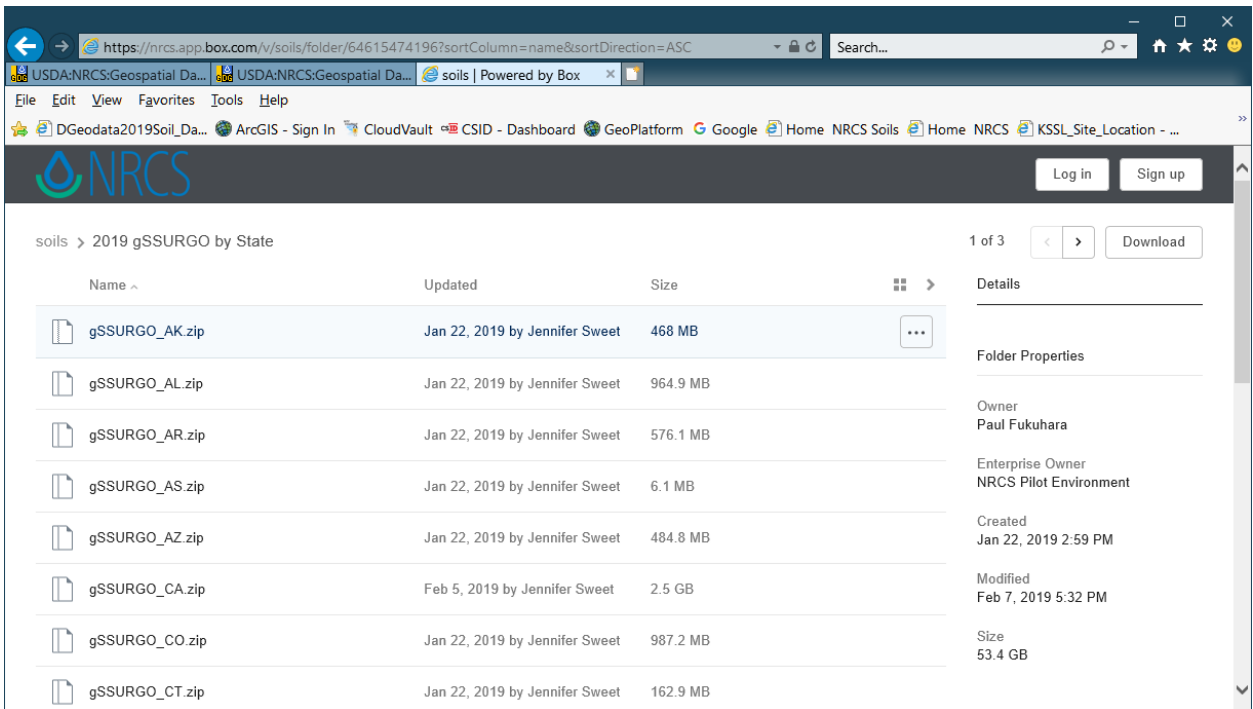 https://nrcs.app.box.com/v/soils/folder/64615474196?sortColumn=name&sortDirection=ASC
Search...
USDA:NRCS:Geospatial Da...
USDA:NRCS:Geospatial Da...
soils | Powered by Box
File Edit View Favorites Tools Help
DGeodata2019Soil_Da... ArcGIS - Sign In CloudVault CSID - Dashboard GeoPlatform Google Home NRCS Soils Home NRCS KSSL_Site_Location - ...
NRCS
Log in
Sign up
soils > 2019 gSSURGO by State
1 of 3
Download
Name Updated Size
gSSURGO_AK.zip Jan 22, 2019 by Jennifer Sweet 468 MB
gSSURGO_AL.zip Jan 22, 2019 by Jennifer Sweet 964.9 MB
gSSURGO_AR.zip Jan 22, 2019 by Jennifer Sweet 576.1 MB
gSSURGO_AS.zip Jan 22, 2019 by Jennifer Sweet 6.1 MB
gSSURGO_AZ.zip Jan 22, 2019 by Jennifer Sweet 484.8 MB
gSSURGO_CA.zip Feb 5, 2019 by Jennifer Sweet 2.5 GB
gSSURGO_CO.zip Jan 22, 2019 by Jennifer Sweet 987.2 MB
gSSURGO_CT.zip Jan 22, 2019 by Jennifer Sweet 162.9 MB
Details
Folder Properties
Owner
Paul Fukuhara
Enterprise Owner
NRCS Pilot Environment
Created
Jan 22, 2019 2:59 PM
Modified
Feb 7, 2019 5:32 PM
Size
53.4 GB